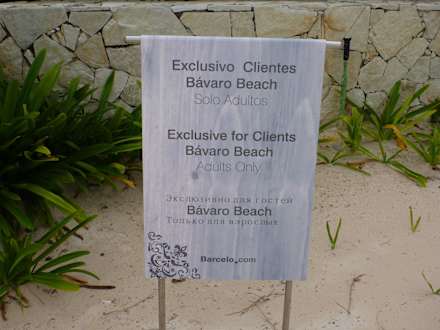 Exclusivo Clientes
Bávaro Beach
Solo Adultos
Exclusive for Clients
Bávaro Beach
Adults Only
Эксклюзивно для гостей
Bávaro Beach
Только для взрослых
Barcelo.com